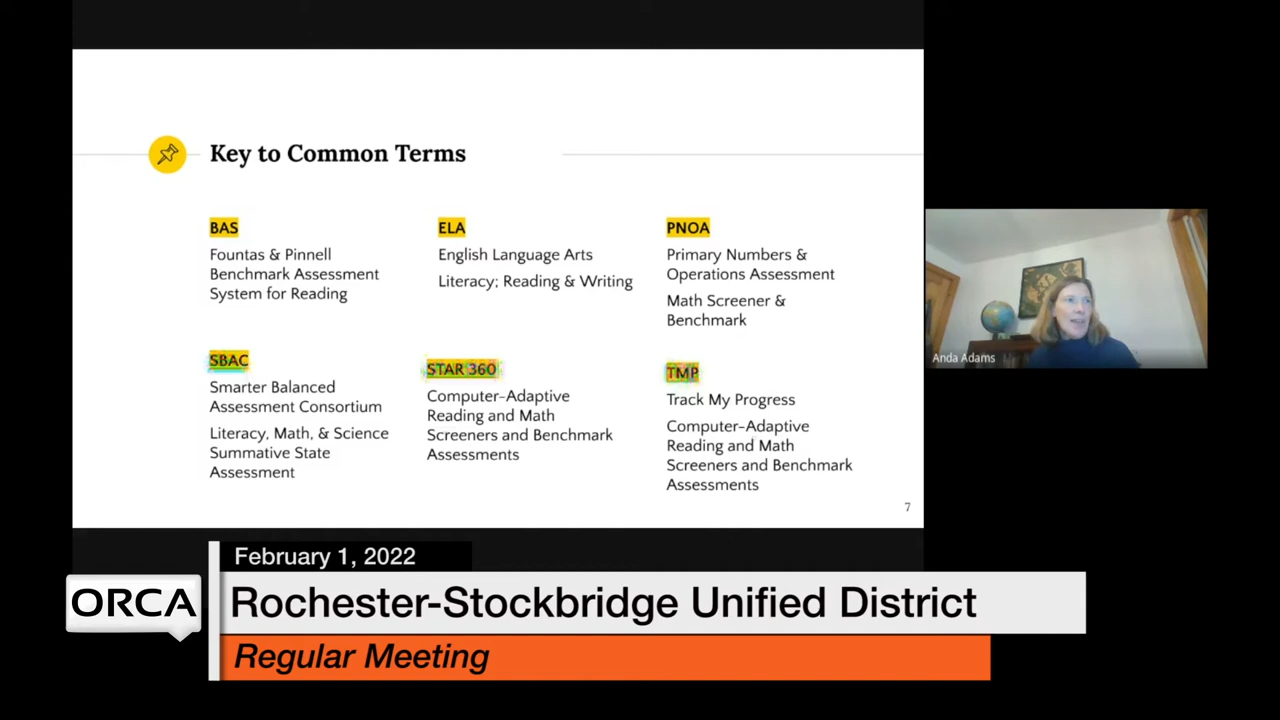 Key to Common Terms
BAS
Fountas & Pinnell
Benchmark Assessment
System for Reading
ELA
English Language Arts
Literacy; Reading & Writing
PNOA
Primary Numbers &
Operations Assessment
Math Screener &
Benchmark
SBAC
Smarter Balanced
Assessment Consortium
Literacy, Math, & Science
Summative State
Assessment
STAR 360
Computer-Adaptive
Reading and Math
Screeners and Benchmark
Assessments
TMP
Track My Progress
Computer-Adaptive
Reading and Math
Screeners and Benchmark
Assessments
7
Anda Adams
February 1, 2022
ORCA
Rochester-Stockbridge Unified District
Regular Meeting